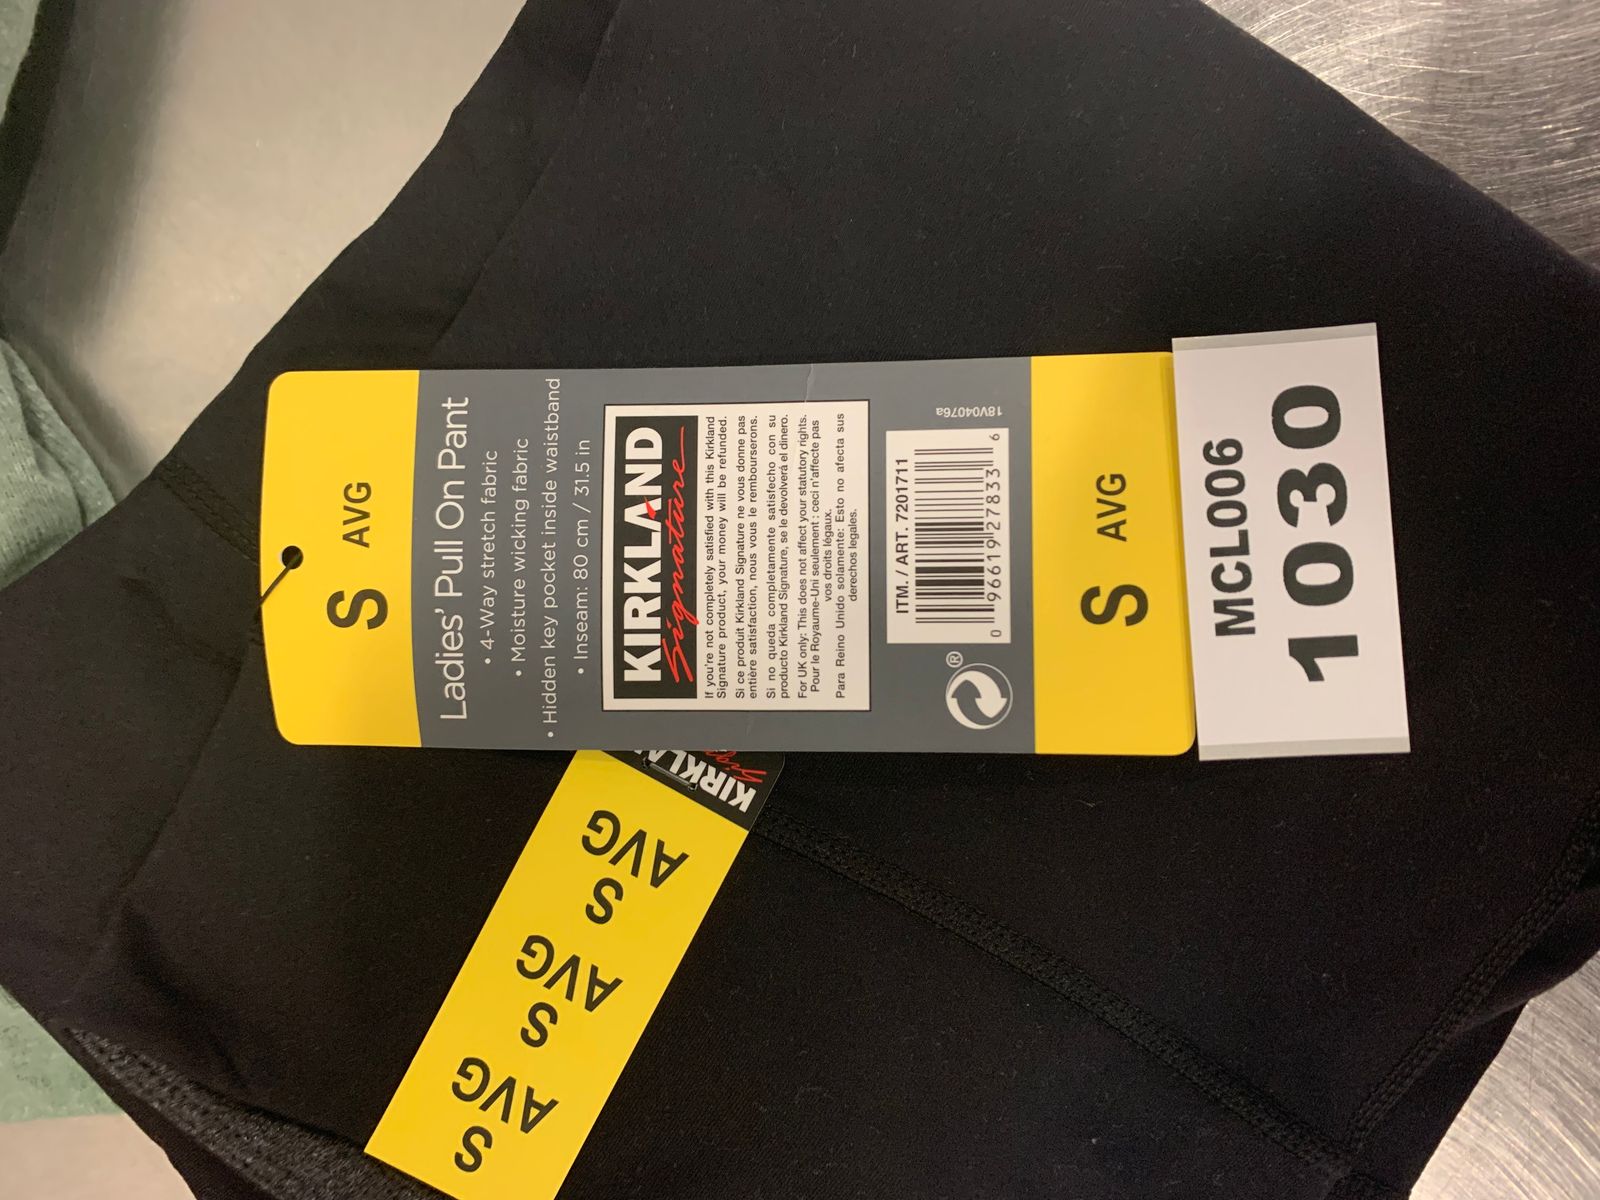 S AVG
Ladies' Pull On Pant
• 4-Way stretch fabric
• Moisture wicking fabric
• Hidden key pocket inside waistband
• Inseam: 80 cm / 31.5 in
KIRKLAND
Signature
If you're not completely satisfied with this Kirkland
Signature product, your money will be refunded.
Si ce produit Kirkland Signature ne vous donne pas
entière satisfaction, nous vous le rembourserons.
Si no queda completamente satisfecho con su
producto Kirkland Signature, se le devolverá el dinero.
For UK only: This does not affect your statutory rights.
Pour le Royaume-Uni seulement : ceci n'affecte pas
vos droits légaux.
Para Reino Unido solamente: Esto no afecta sus
derechos legales.
ITM. / ART. 7201711
0 96619 27833 6
18V04076a
®
S AVG
MCL006
1030
KIRKLA
Sig
S AVG S AVG S AVG